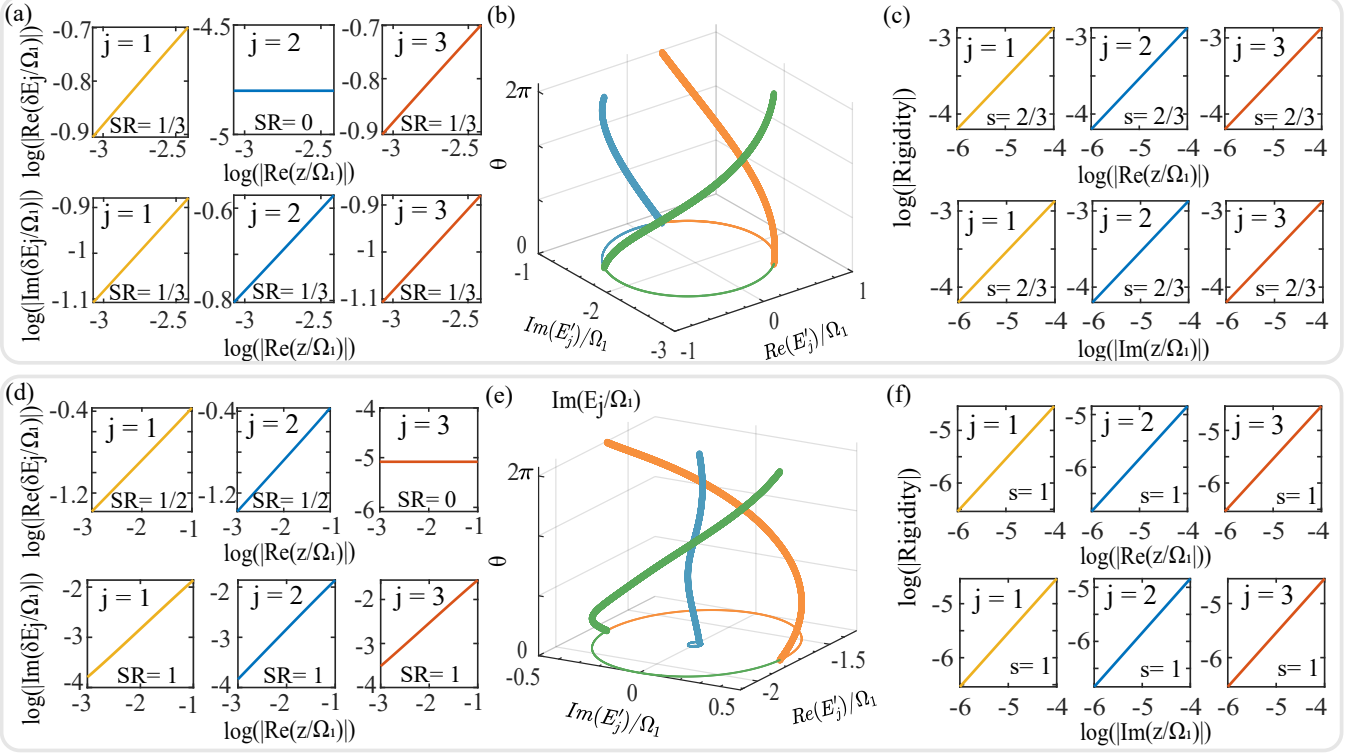 (a)
-0.7
-0.8
-0.9
j = 1
SR= 1/3
-3
-2.5
-4.5
-5
j = 2
SR= 0
-3
-2.5
-0.7
-0.8
-0.9
j = 3
SR= 1/3
-3
-2.5
log(|Re(δEj/Ω₁)|)
log(|Re(z/Ω₁)|)
-0.9
-1
-1.1
j = 1
SR= 1/3
-3
-2.5
-0.6
-0.8
j = 2
SR= 1/3
-3
-2.5
-0.9
-1
-1.1
j = 3
SR= 1/3
-3
-2.5
log(|Im(δEj/Ω₁)|)
log(|Re(z/Ω₁)|)
(b)
2π
θ
0
-1
-2
-3
Im(E′j)/Ω₁
-1
0
1
Re(E′j)/Ω₁
(c)
-3
-4
j = 1
s= 2/3
-6
-5
-4
-3
-4
j = 2
s= 2/3
-6
-5
-4
-3
-4
j = 3
s= 2/3
-6
-5
-4
log(|Re(z/Ω₁)|)
log(|Rigidity|)
-3
-4
j = 1
s= 2/3
-6
-5
-4
-3
-4
j = 2
s= 2/3
-6
-5
-4
-3
-4
j = 3
s= 2/3
-6
-5
-4
log(|Im(z/Ω₁)|)
(d)
-0.4
-1.2
j = 1
SR= 1/2
-3
-2
-1
-0.4
-1.2
j = 2
SR= 1/2
-3
-2
-1
-4
-5
-6
j = 3
SR= 0
-3
-2
-1
log(|Re(δEj/Ω₁)|)
log(|Re(z/Ω₁)|)
-2
-3
-4
j = 1
SR= 1
-3
-2
-1
-2
-3
-4
j = 2
SR= 1
-3
-2
-1
-2
-3
-4
j = 3
SR= 1
-3
-2
-1
log(|Im(δEj/Ω₁)|)
log(|Re(z/Ω₁)|)
(e)
Im(Ej/Ω₁)
2π
θ
0
-0.5
0
0.5
Im(E′j)/Ω₁
-2
-1.5
Re(E′j)/Ω₁
(f)
-5
-6
j = 1
s= 1
-6
-5
-4
-5
-6
j = 2
s= 1
-6
-5
-4
-5
-6
j = 3
s= 1
-6
-5
-4
log(|Re(z/Ω₁|))
log(|Rigidity|
-5
-6
j = 1
s= 1
-6
-5
-4
-5
-6
j = 2
s= 1
-6
-5
-4
-5
-6
j = 3
s= 1
-6
-5
-4
log(|Im(z/Ω₁)|